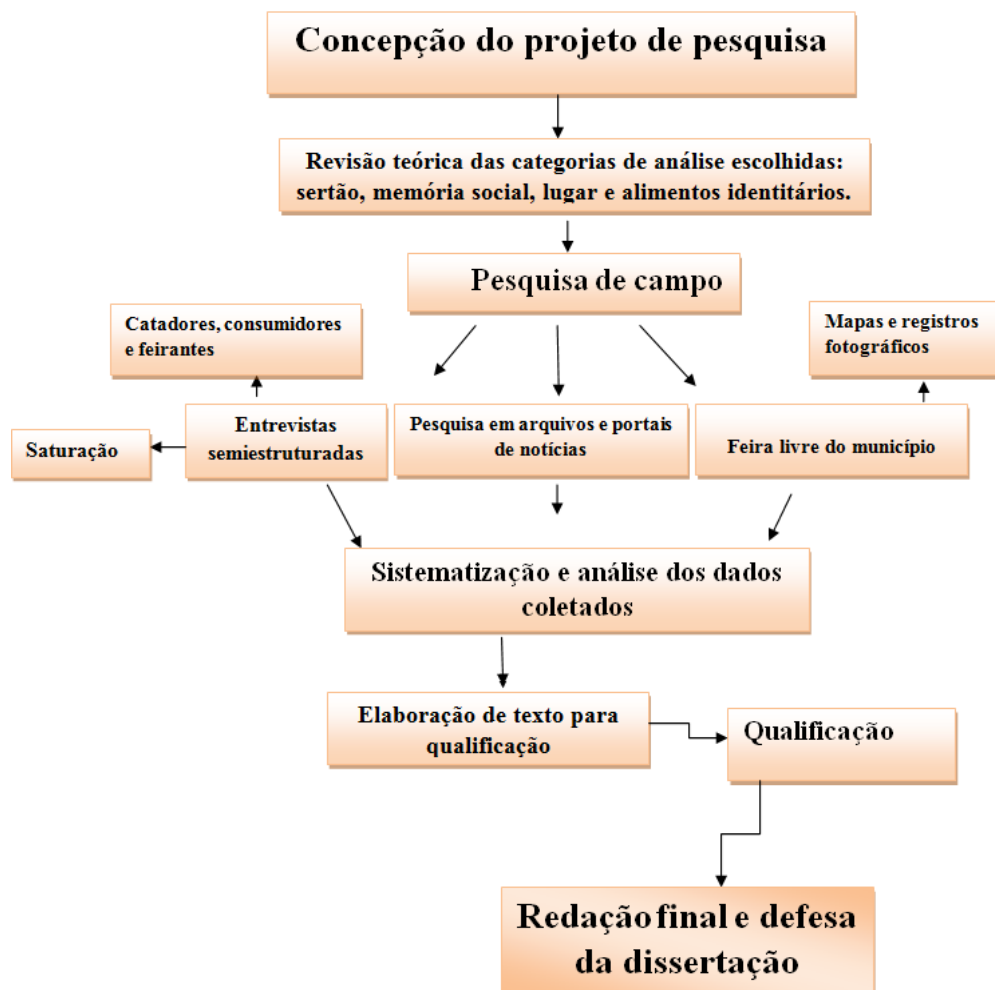 Concepção do projeto de pesquisa
Revisão teórica das categorias de análise escolhidas:
sertão, memória social, lugar e alimentos identitários.
Pesquisa de campo
Catadores, consumidores
e feirantes
Mapas e registros
fotográficos
Saturação
Entrevistas
semiestruturadas
Pesquisa em arquivos e portais
de notícias
Feira livre do município
Sistematização e análise dos dados
coletados
Elaboração de texto para
qualificação
Qualificação
Redação final e defesa
da dissertação